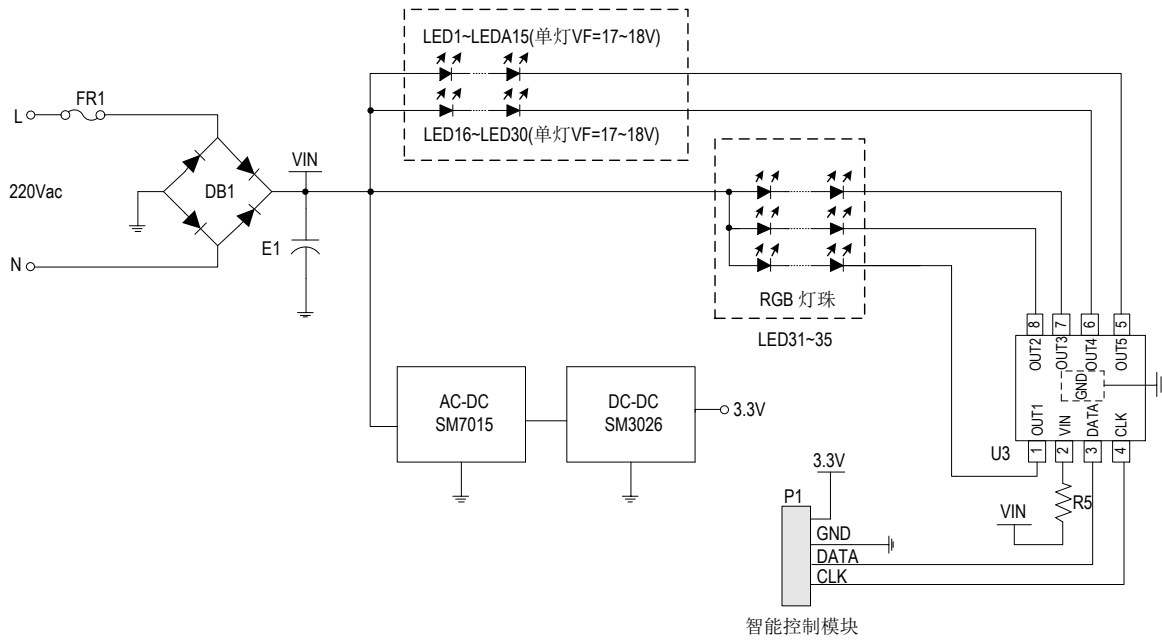 LED1~LEDA15(单灯VF=17~18V)
FR1
L
LED16~LED30(单灯VF=17~18V)
VIN
220Vac
DB1
E1
N
RGB 灯珠
LED31~35
8
7
6
5
OUT2
OUT3
OUT4
OUT5
GND
AC-DC
SM7015
DC-DC
SM3026
3.3V
OUT1
VIN
DATA
CLK
U3
1
2
3
4
3.3V
P1
R5
VIN
GND
DATA
CLK
智能控制模块